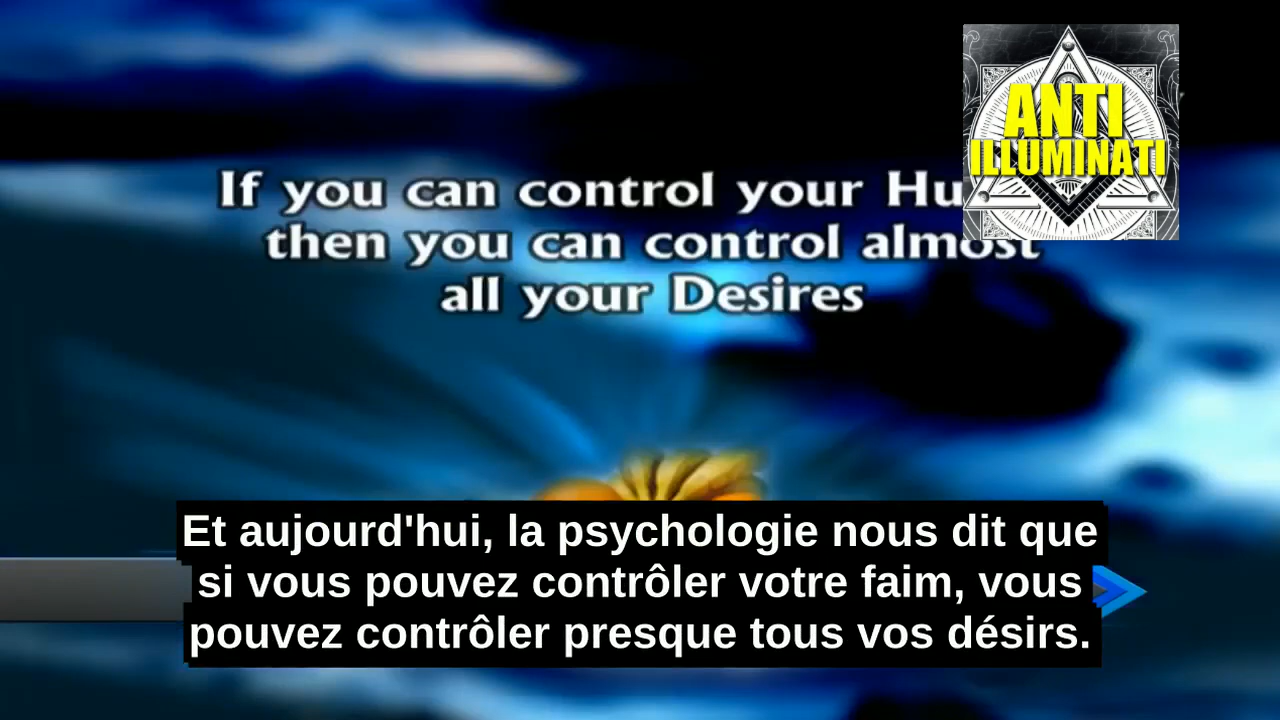 ANTI
ILLUMINATI
If you can control your Hu
then you can control almost
all your Desires
Et aujourd'hui, la psychologie nous dit que
si vous pouvez contrôler votre faim, vous
pouvez contrôler presque tous vos désirs.